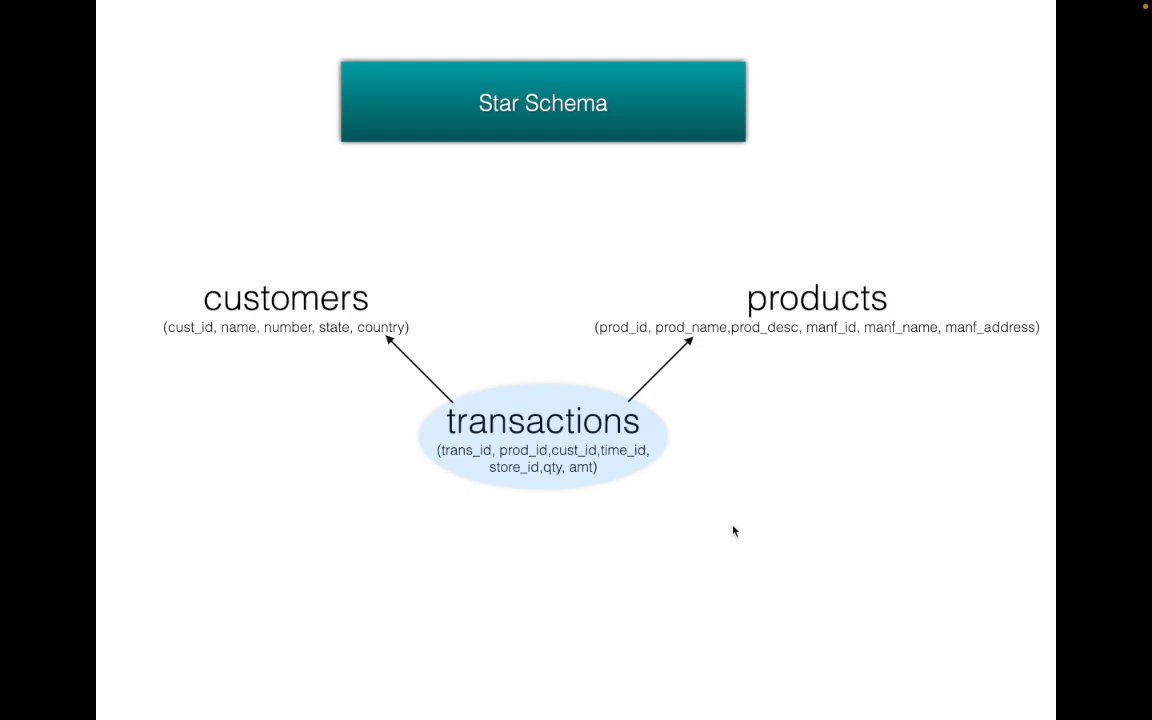 Star Schema
customers
(cust_id, name, number, state, country)
products
(prod_id, prod_name,prod_desc, manf_id, manf_name, manf_address)
transactions
(trans_id, prod_id,cust_id,time_id,
store_id,qty, amt)